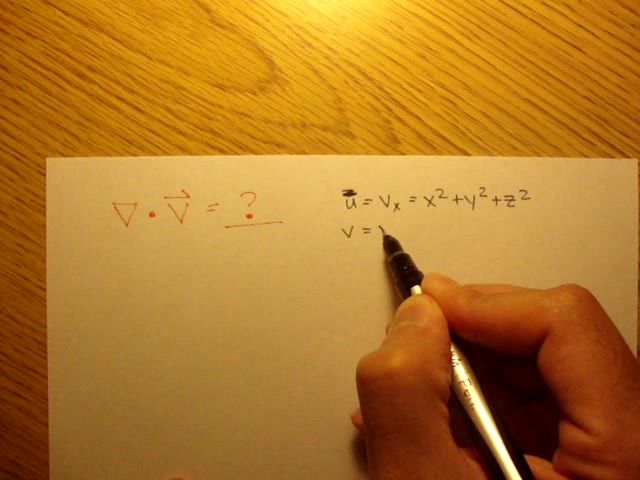 ∇ · V⃗ = ?
u = Vₓ = x² + y² + z²
v =